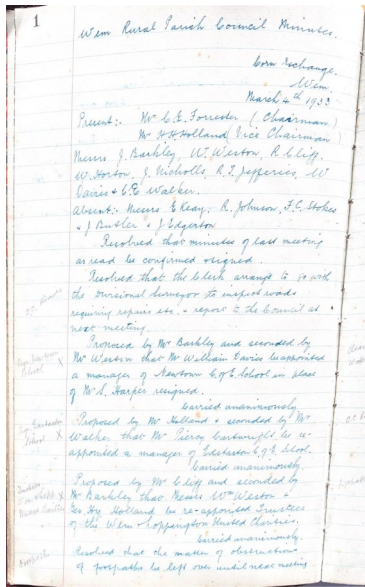 1
Wem Rural Parish Council Minutes.
Corn Exchange,
Wem.
March 4th 1933
Present:- Mr C.E. Forrester (Chairman)
Mr H H Holland (Vice Chairman)
Messrs J. Barkley, W. Weston, R Cliff,
W. Horton, J. Nicholls, R. T. Jefferies, W
Davies & C. E. Walker.
Absent:- Messrs E Keay, R. Johnson, F.C. Stokes
& J Butler & J Edgerton
Resolved that minutes of last meeting
as read be confirmed & signed.
Resolved that the Clerk arrange to go with
the Divisional Surveyor to inspect roads
requiring repairs etc. & report to the Council at
next meeting.
Proposed by Mr Barkley and seconded by
Mr Weston that Mr William Davies be appointed
a manager of Newtown C of E School in place
of Mr S. Harper resigned.
Carried unanimously.
School X
Proposed by Mr Holland & seconded by Mr
Walker that Mr Piercy Cartwright be re-
School X
appointed a manager of Edstaston C of E School.
Carried unanimously.
Proposed by Mr Cliff and seconded by
Mr Barkley that Messrs Wm Weston &
Geo. Hy Holland be re-appointed Trustees
of the Wem & Loppington United Charities.
Carried unanimously.
Resolved that the matter of observation
Footpaths
of footpaths be left over until next meeting